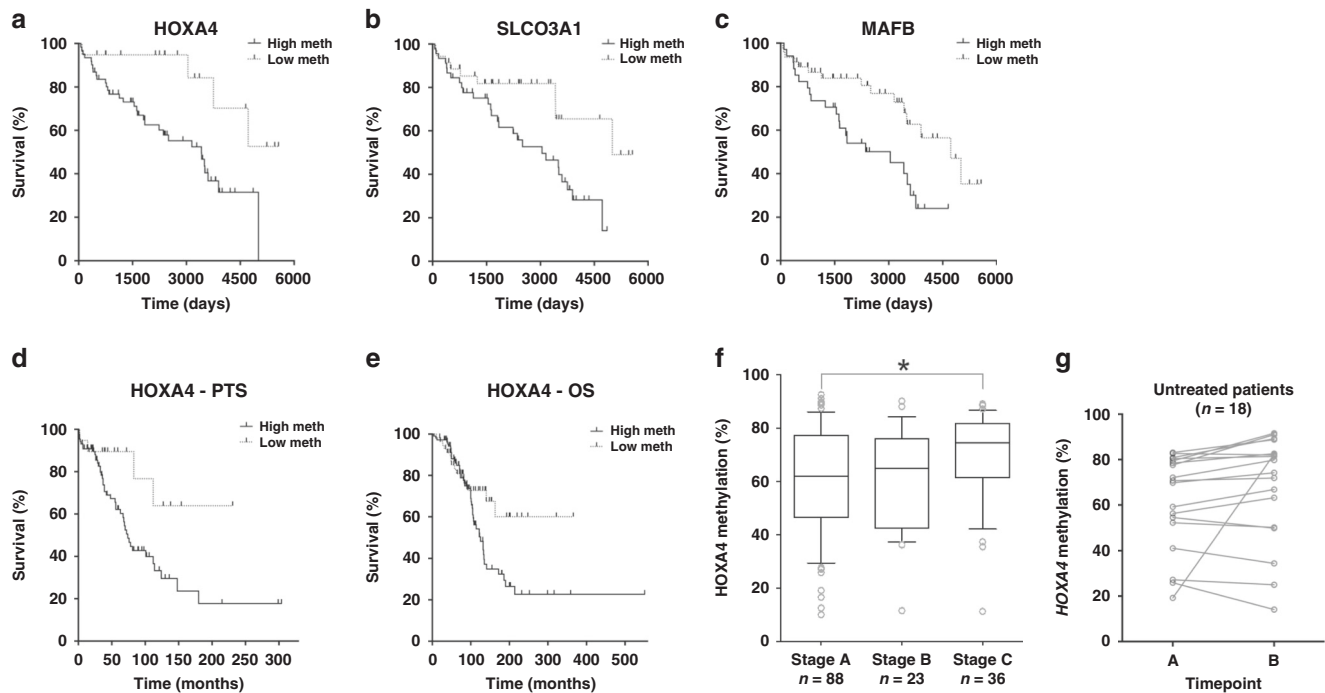 a
HOXA4
High meth
Low meth
Survival (%)
100
80
60
40
20
0
0 1500 3000 4500 6000
Time (days)
b
SLCO3A1
High meth
Low meth
Survival (%)
100
80
60
40
20
0
0 1500 3000 4500 6000
Time (days)
c
MAFB
High meth
Low meth
Survival (%)
100
80
60
40
20
0
0 1500 3000 4500 6000
Time (days)
d
HOXA4 - PTS
High meth
Low meth
Survival (%)
100
80
60
40
20
0
0 50 100 150 200 250 300
Time (months)
e
HOXA4 - OS
High meth
Low meth
Survival (%)
100
80
60
40
20
0
0 100 200 300 400 500
Time (months)
f
*
HOXA4 methylation (%)
100
80
60
40
20
0
Stage A Stage B Stage C
n = 88 n = 23 n = 36
g
Untreated patients
(n = 18)
HOXA4 methylation (%)
100
80
60
40
20
0
A B
Timepoint